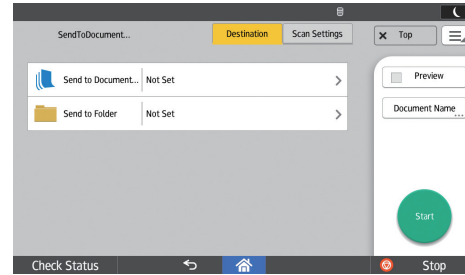 SendToDocument...
Destination
Scan Settings
Top
Send to Document...
Not Set
Send to Folder
Not Set
Preview
Document Name
...
Start
Check Status
Stop